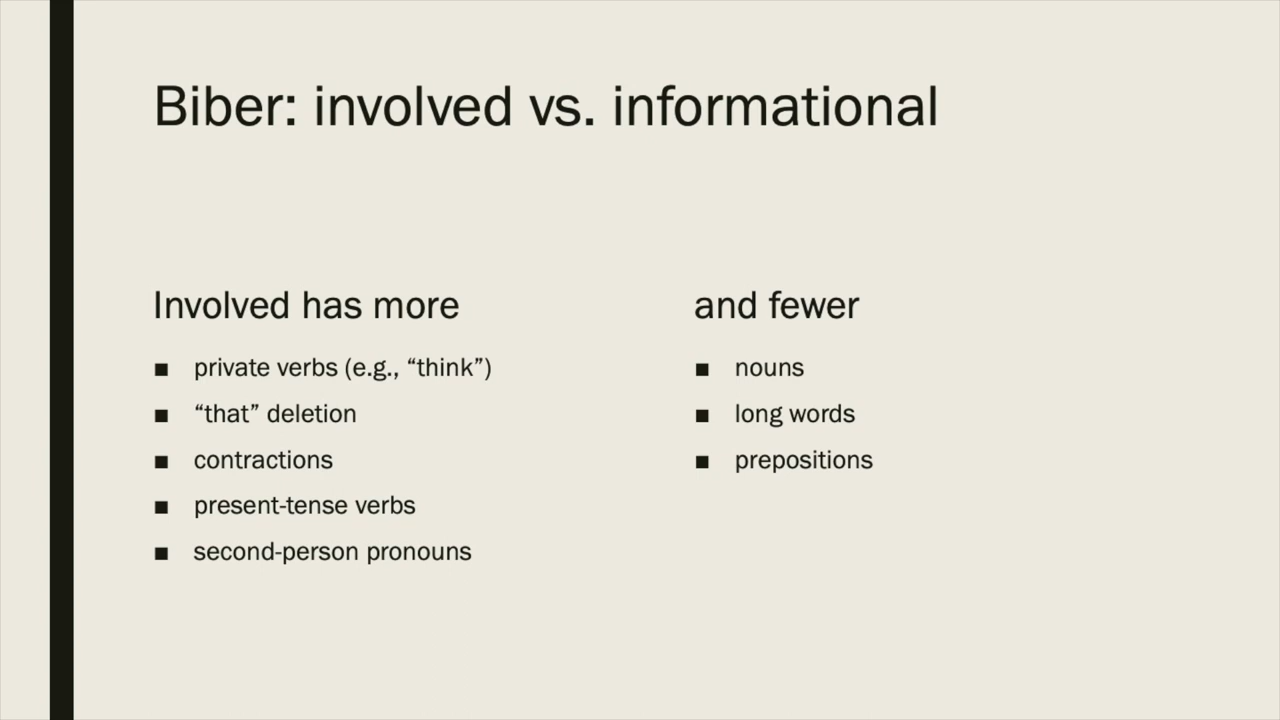 Biber: involved vs. informational
Involved has more
■ private verbs (e.g., “think”)
■ “that” deletion
■ contractions
■ present-tense verbs
■ second-person pronouns
and fewer
■ nouns
■ long words
■ prepositions